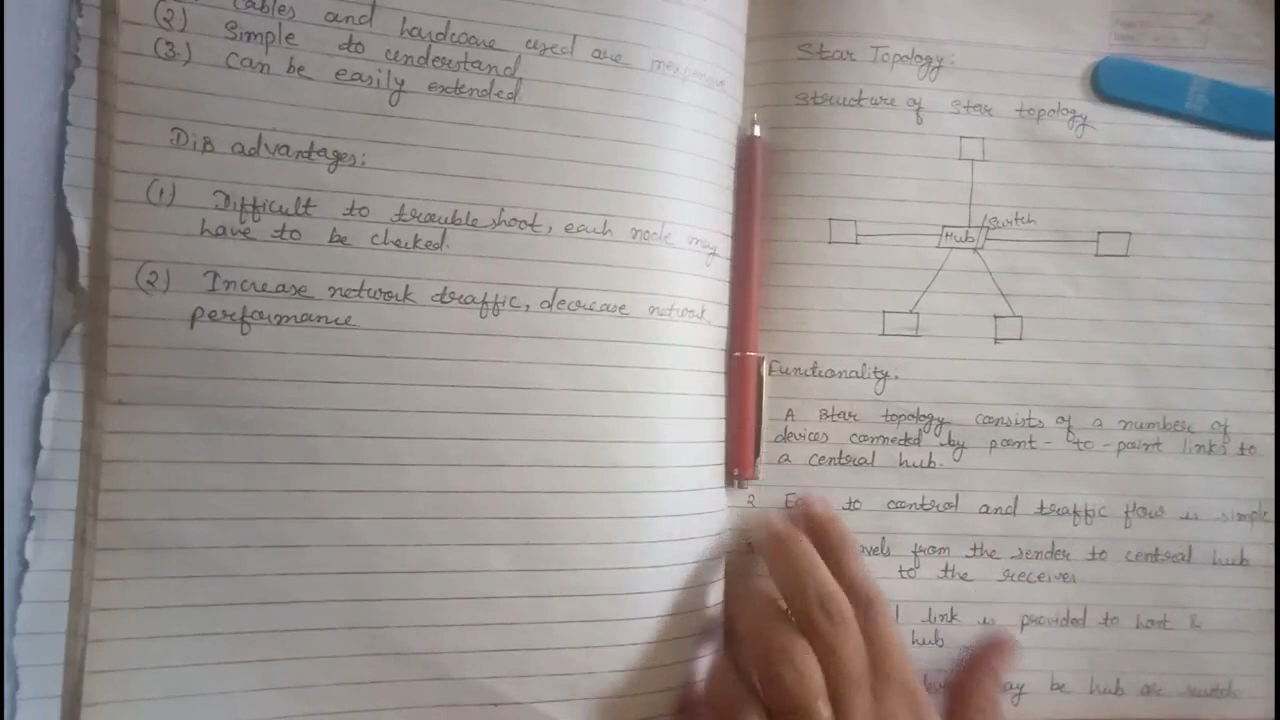 cables and hardware used are inexpensive
(2) Simple to understand
(3.) Can be easily extended
Disadvantages:
(1) Difficult to troubleshoot, each node may
have to be checked.
(2) Increase network traffic, decrease network
performance
Star Topology:
Structure of Star topology
Switch
Hub
Functionality:
A star topology consists of a number of
devices connected by point-to-point links to
a central hub.
2 to control and traffic flow is simple
from the sender to central hub
to the receiver
link is provided to host &
hub
may be hub or switch